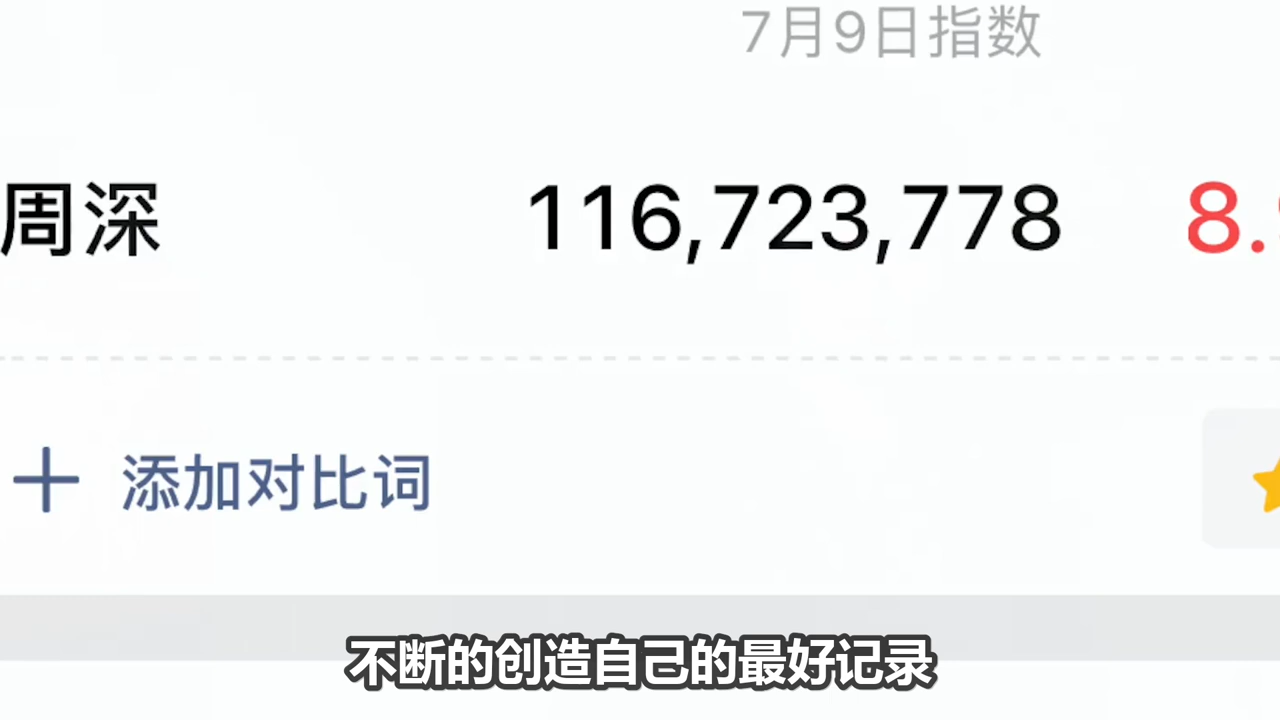 7月9日指数
周深 116,723,778 8.
+ 添加对比词
不断的创造自己的最好记录